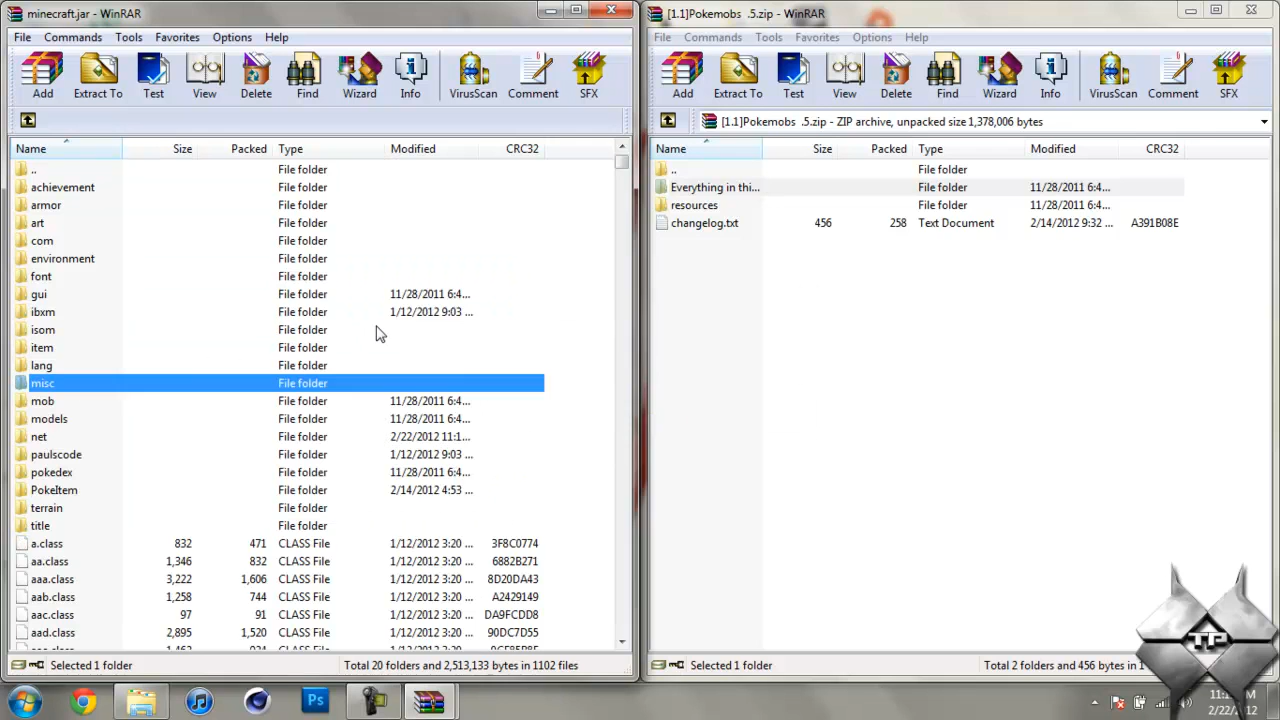 minecraft.jar - WinRAR
File Commands Tools Favorites Options Help
Add Extract To Test View Delete Find Wizard Info VirusScan Comment SFX
Name Size Packed Type Modified CRC32
.. File folder
achievement File folder
armor File folder
art File folder
com File folder
environment File folder
font File folder
gui File folder 11/28/2011 6:4...
ibxm File folder 1/12/2012 9:03 ...
isom File folder
item File folder
lang File folder
misc File folder
mob File folder 11/28/2011 6:4...
models File folder 11/28/2011 6:4...
net File folder 2/22/2012 11:1...
paulscode File folder 1/12/2012 9:03 ...
pokedex File folder 11/28/2011 6:4...
PokeItem File folder 2/14/2012 4:53 ...
terrain File folder
title File folder
a.class 832 471 CLASS File 1/12/2012 3:20 ... 3F8C0774
aa.class 1,346 832 CLASS File 1/12/2012 3:20 ... 6882B271
aaa.class 3,222 1,606 CLASS File 1/12/2012 3:20 ... 8D20DA43
aab.class 1,258 744 CLASS File 1/12/2012 3:20 ... A2429149
aac.class 97 91 CLASS File 1/12/2012 3:20 ... DA9FCDD8
aad.class 2,895 1,520 CLASS File 1/12/2012 3:20 ... 90DC7D55
Selected 1 folder Total 20 folders and 2,513,133 bytes in 1102 files
[1.1]Pokemobs .5.zip - WinRAR
File Commands Tools Favorites Options Help
Add Extract To Test View Delete Find Wizard Info VirusScan Comment SFX
[1.1]Pokemobs .5.zip - ZIP archive, unpacked size 1,378,006 bytes
Name Size Packed Type Modified CRC32
.. File folder
Everything in thi... File folder 11/28/2011 6:4...
resources File folder 11/28/2011 6:4...
changelog.txt 456 258 Text Document 2/14/2012 9:32 ... A391B08E
Selected 1 folder Total 2 folders and 456 bytes in 1
Ps
TP
2/22/2012